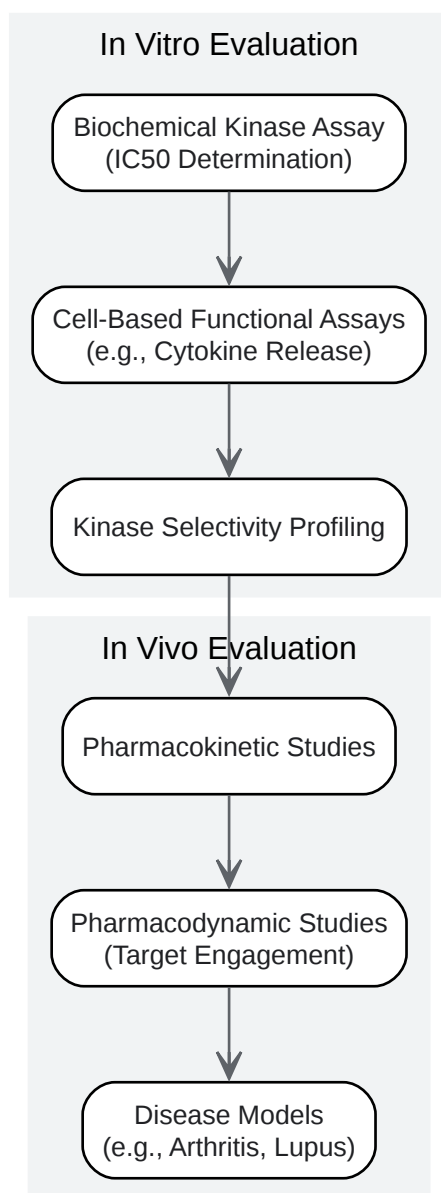 In Vitro Evaluation
Biochemical Kinase Assay
(IC50 Determination)
Cell-Based Functional Assays
(e.g., Cytokine Release)
Kinase Selectivity Profiling
In Vivo Evaluation
Pharmacokinetic Studies
Pharmacodynamic Studies
(Target Engagement)
Disease Models
(e.g., Arthritis, Lupus)